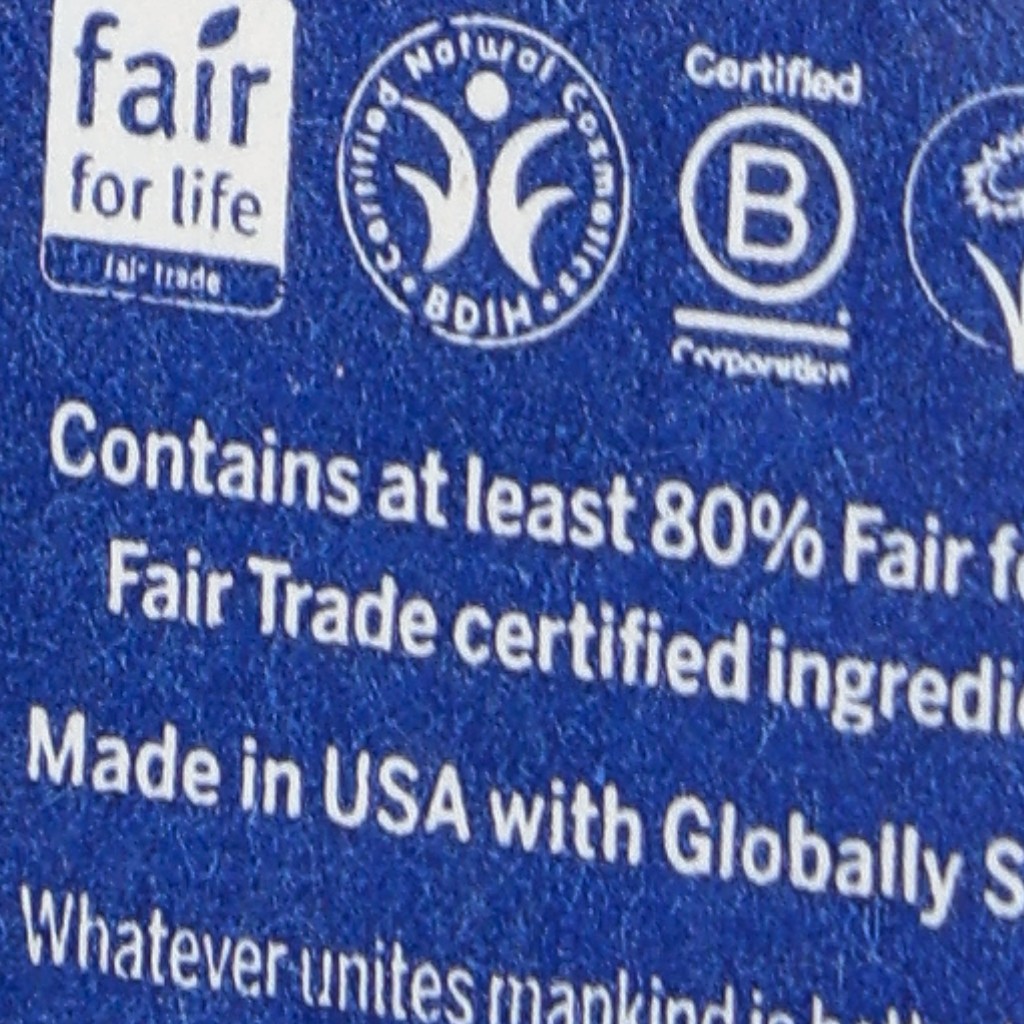 fair
for life
fair trade
Certified Natural Cosmetics
• BDIH •
Certified
B
Corporation
Contains at least 80% Fair
Fair Trade certified
Made in USA with Globally
Whatever unites mankind is